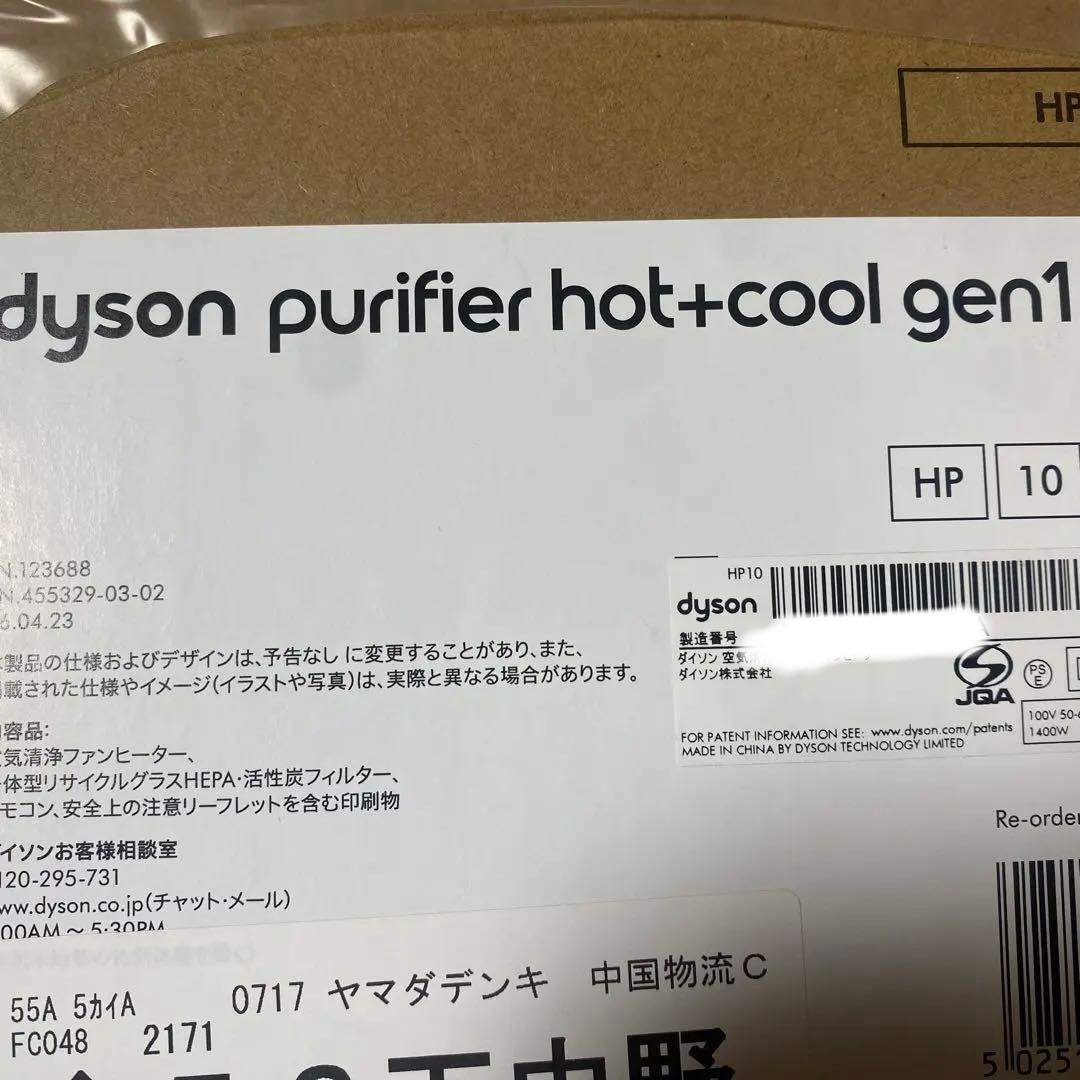 HP
dyson purifier hot+cool gen1
HP 10
N.123688
N.455329-03-02
6.04.23
製品の仕様およびデザインは、予告なしに変更することがあり、また、
載された仕様やイメージ(イラストや写真)は、実際と異なる場合があります。
容品:
気清浄ファンヒーター、
体型リサイクルグラスHEPA・活性炭フィルター、
モコン、安全上の注意リーフレットを含む印刷物
イソンお客様相談室
120-295-731
ww.dyson.co.jp(チャット・メール)
00AM ~ 5:30PM
HP10
dyson
製造番号
ダイソン 空気
ダイソン株式会社
JQA
PS E
100V 50-
1400W
FOR PATENT INFORMATION SEE: www.dyson.com/patents
MADE IN CHINA BY DYSON TECHNOLOGY LIMITED
Re-order
55A 5カイA
0717 ヤマダデンキ 中国物流C
FC048 2171
5 0251